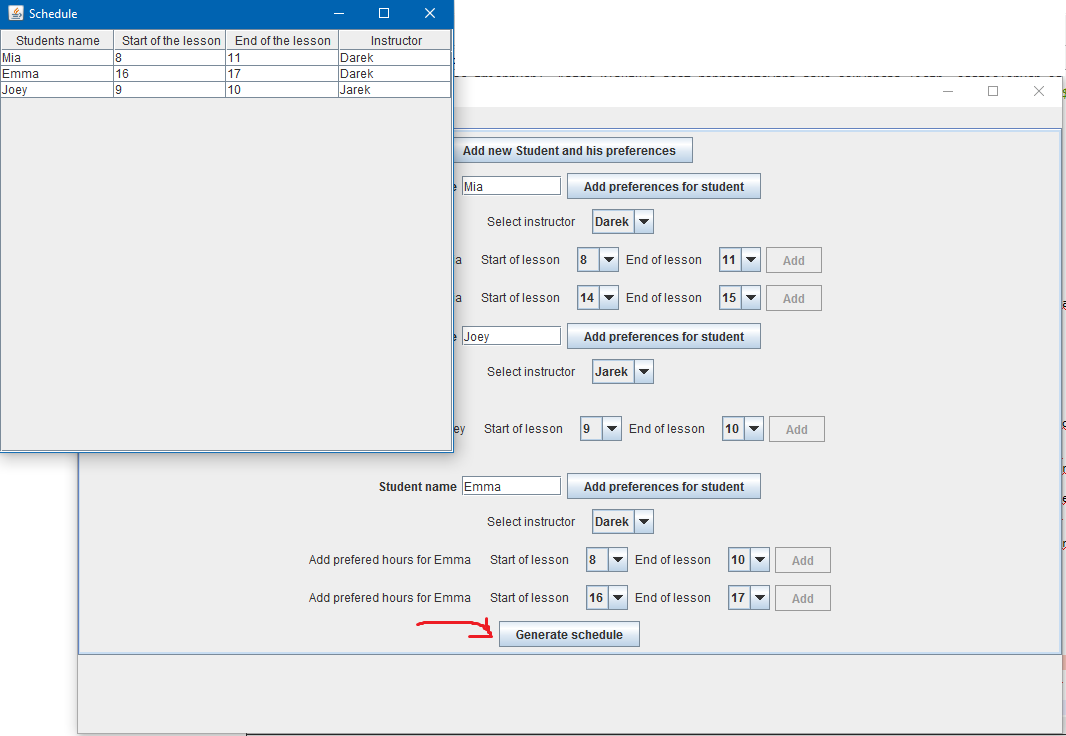 Schedule
Students name Start of the lesson End of the lesson Instructor
Mia 8 11 Darek
Emma 16 17 Darek
Joey 9 10 Jarek
Add new Student and his preferences
Mia Add preferences for student
Select instructor Darek
Start of lesson 8 End of lesson 11 Add
Start of lesson 14 End of lesson 15 Add
Joey Add preferences for student
Select instructor Jarek
Start of lesson 9 End of lesson 10 Add
Student name Emma Add preferences for student
Select instructor Darek
Add prefered hours for Emma Start of lesson 8 End of lesson 10 Add
Add prefered hours for Emma Start of lesson 16 End of lesson 17 Add
Generate schedule